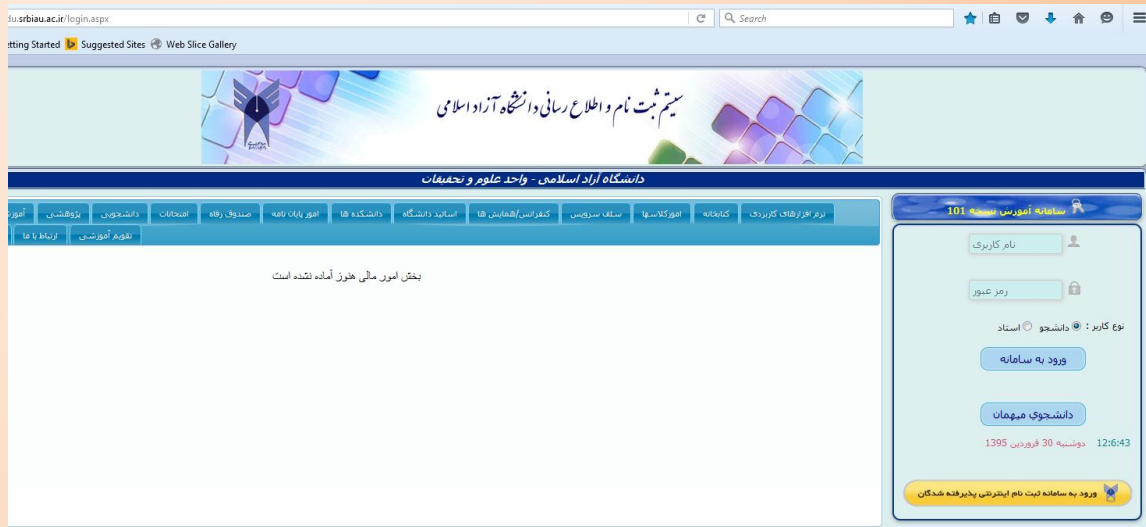 du.srbiau.ac.ir/login.aspx
Search
etting Started Suggested Sites Web Slice Gallery
سیستم ثبت نام و اطلاع رسانی دانشگاه آزاد اسلامی
دانشگاه آزاد اسلامی - واحد علوم و تحقیقات
نرم افزارهای کاربردی کتابخانه امورکلاسها سلف سرویس کنفرانس/همایش ها اساتید دانشگاه دانشکده ها امور پایان نامه صندوق رفاه امتحانات دانشجویی پژوهشی
تقویم آموزشی ارتباط با ما
بخش امور مالی هنوز آماده نشده است
سامانه آموزش نسخه 101
نام کاربری
رمز عبور
نوع کاربر : دانشجو استاد
ورود به سامانه
دانشجوي میهمان
12:6:43 دوشنبه 30 فروردین 1395
ورود به سامانه ثبت نام اینترنتی پذیرفته شدگان